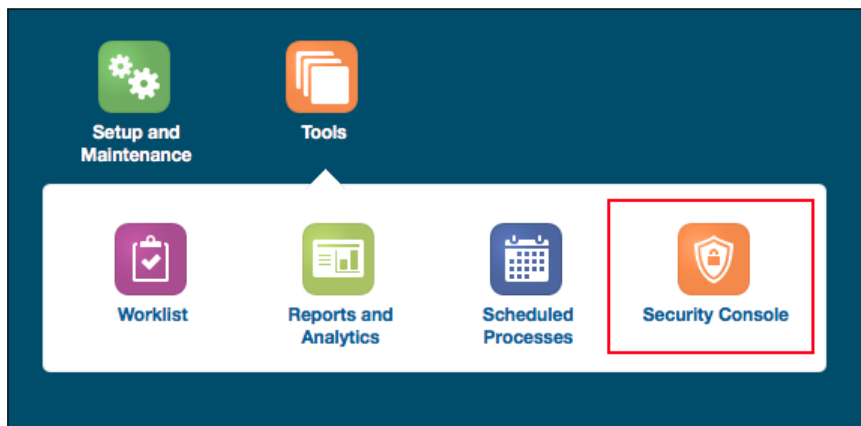 Setup and
Maintenance
Tools
Worklist
Reports and
Analytics
Scheduled
Processes
Security Console